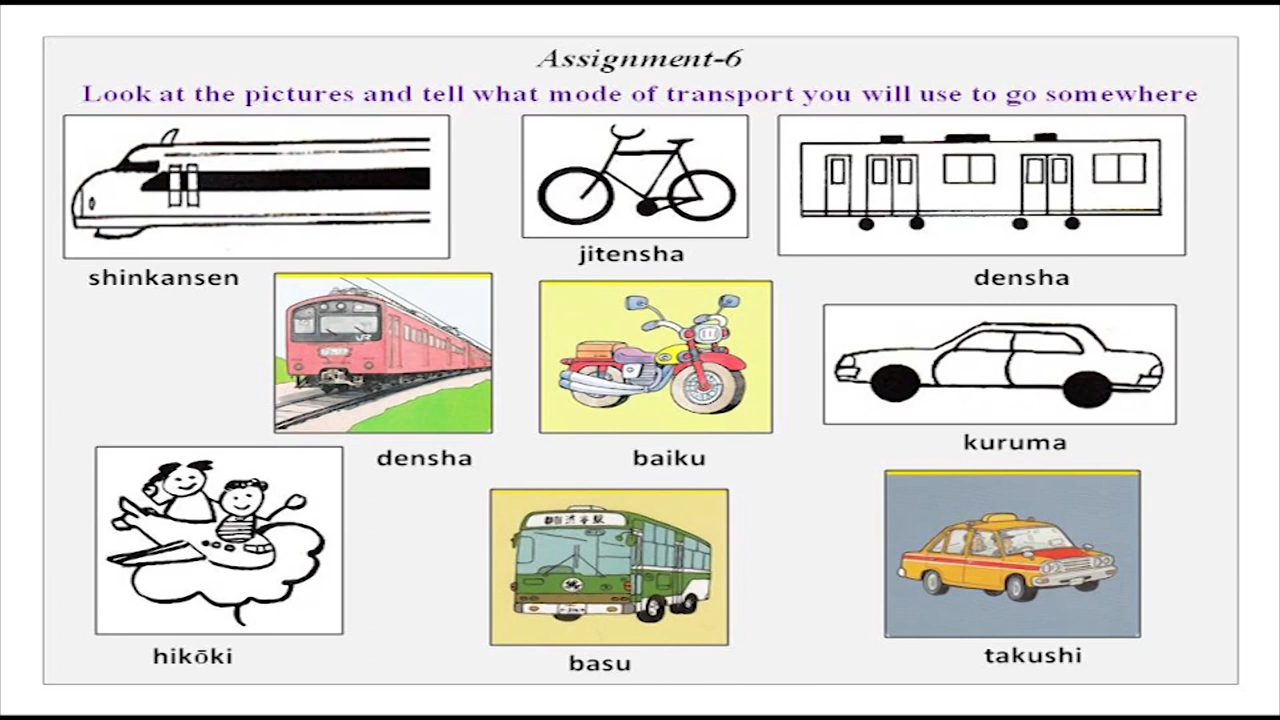 Assignment-6
Look at the pictures and tell what mode of transport you will use to go somewhere
shinkansen
jitensha
densha
densha
baiku
kuruma
hikōki
basu
takushi